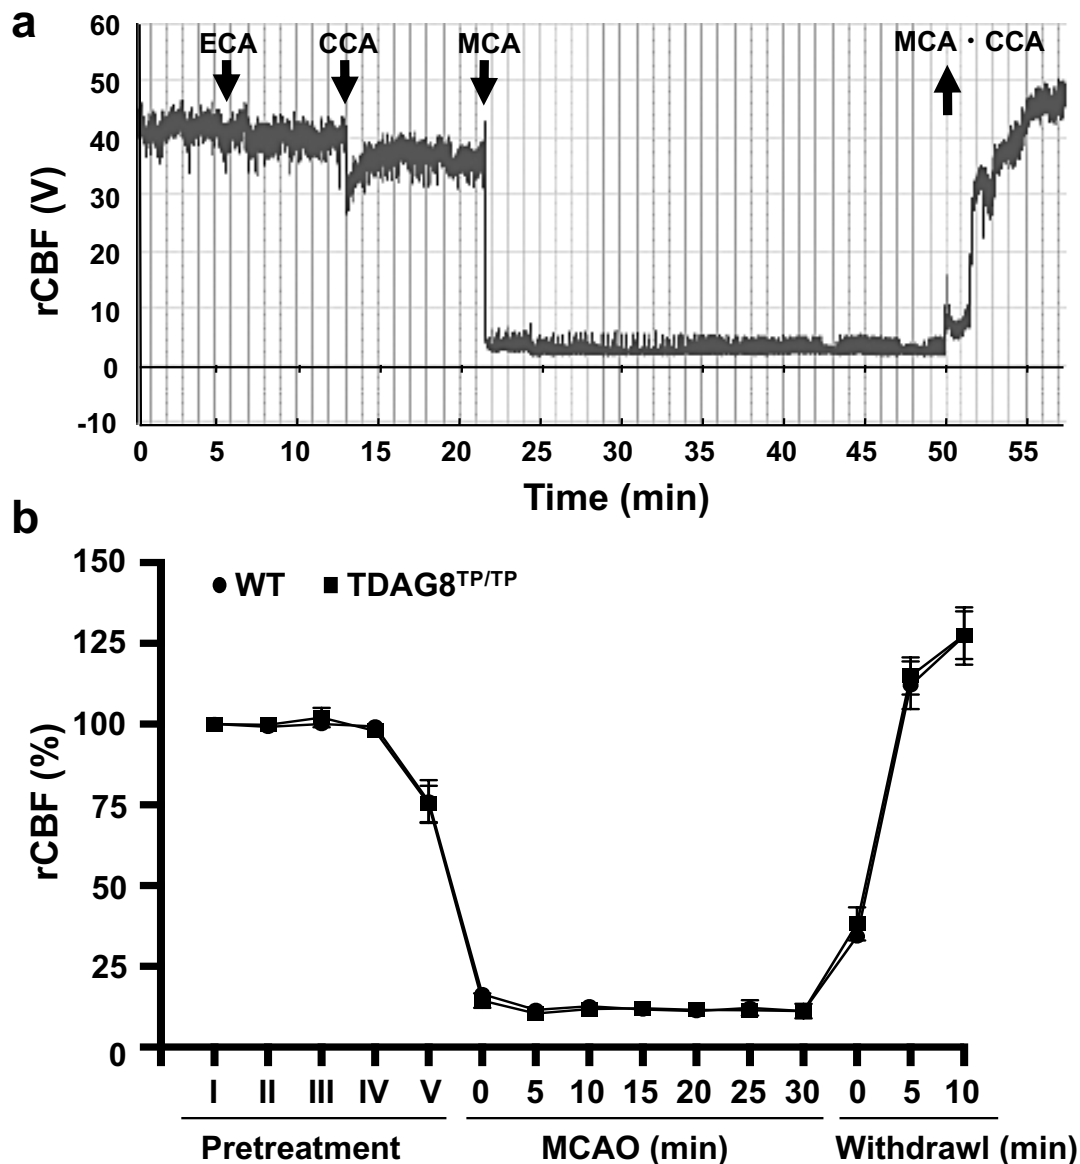 a
rCBF (V)
60
50
40
30
20
10
0
-10
ECA
CCA
MCA
MCA・CCA
0 5 10 15 20 25 30 35 40 45 50 55
Time (min)
b
rCBF (%)
150
125
100
75
50
25
0
WT TDAG8TP/TP
I II III IV V 0 5 10 15 20 25 30 0 5 10
Pretreatment MCAO (min) Withdrawl (min)